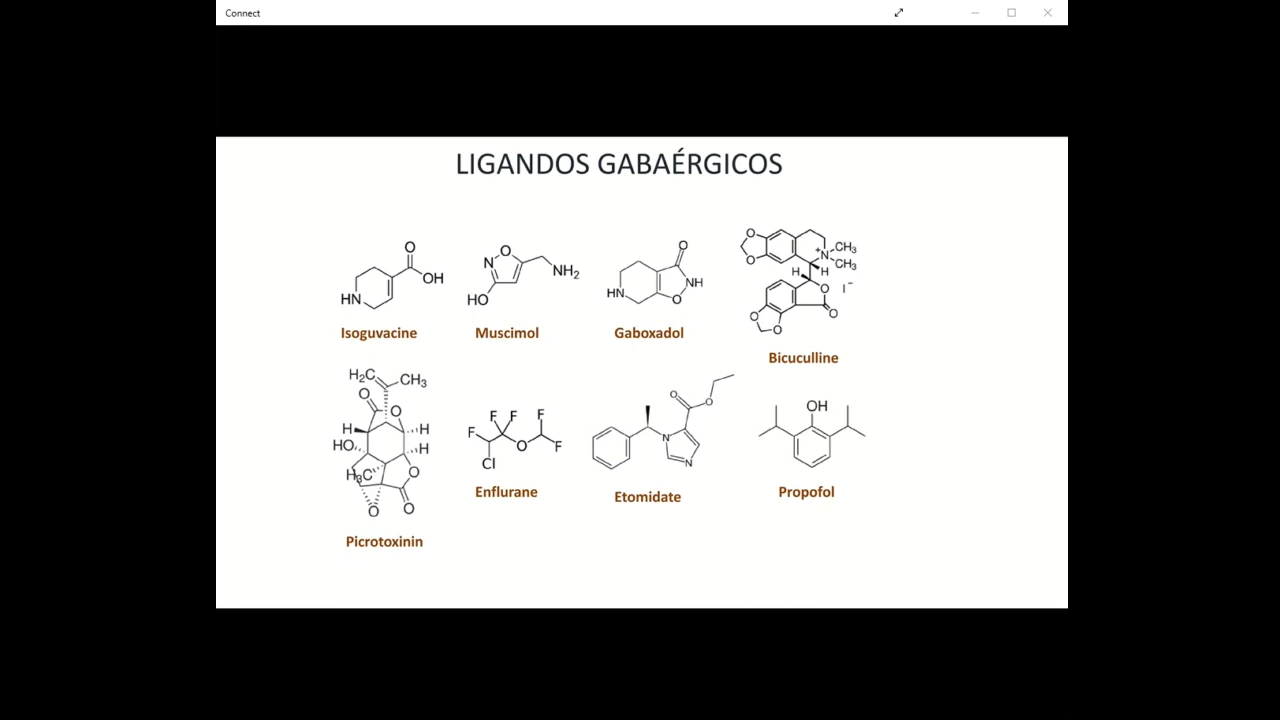 Connect
LIGANDOS GABAÉRGICOS
O
OH
HN
Isoguvacine
O
N
NH2
HO
Muscimol
O
NH
HN
O
Gaboxadol
O
O
+
N
CH3
CH3
H
H
O
O
I-
O
O
Bicuculline
H2C
CH3
O
O
H
H
HO
H
H3C
O
O
O
Picrotoxinin
F
F
F
F
O
F
Cl
Enflurane
O
O
N
N
Etomidate
OH
Propofol